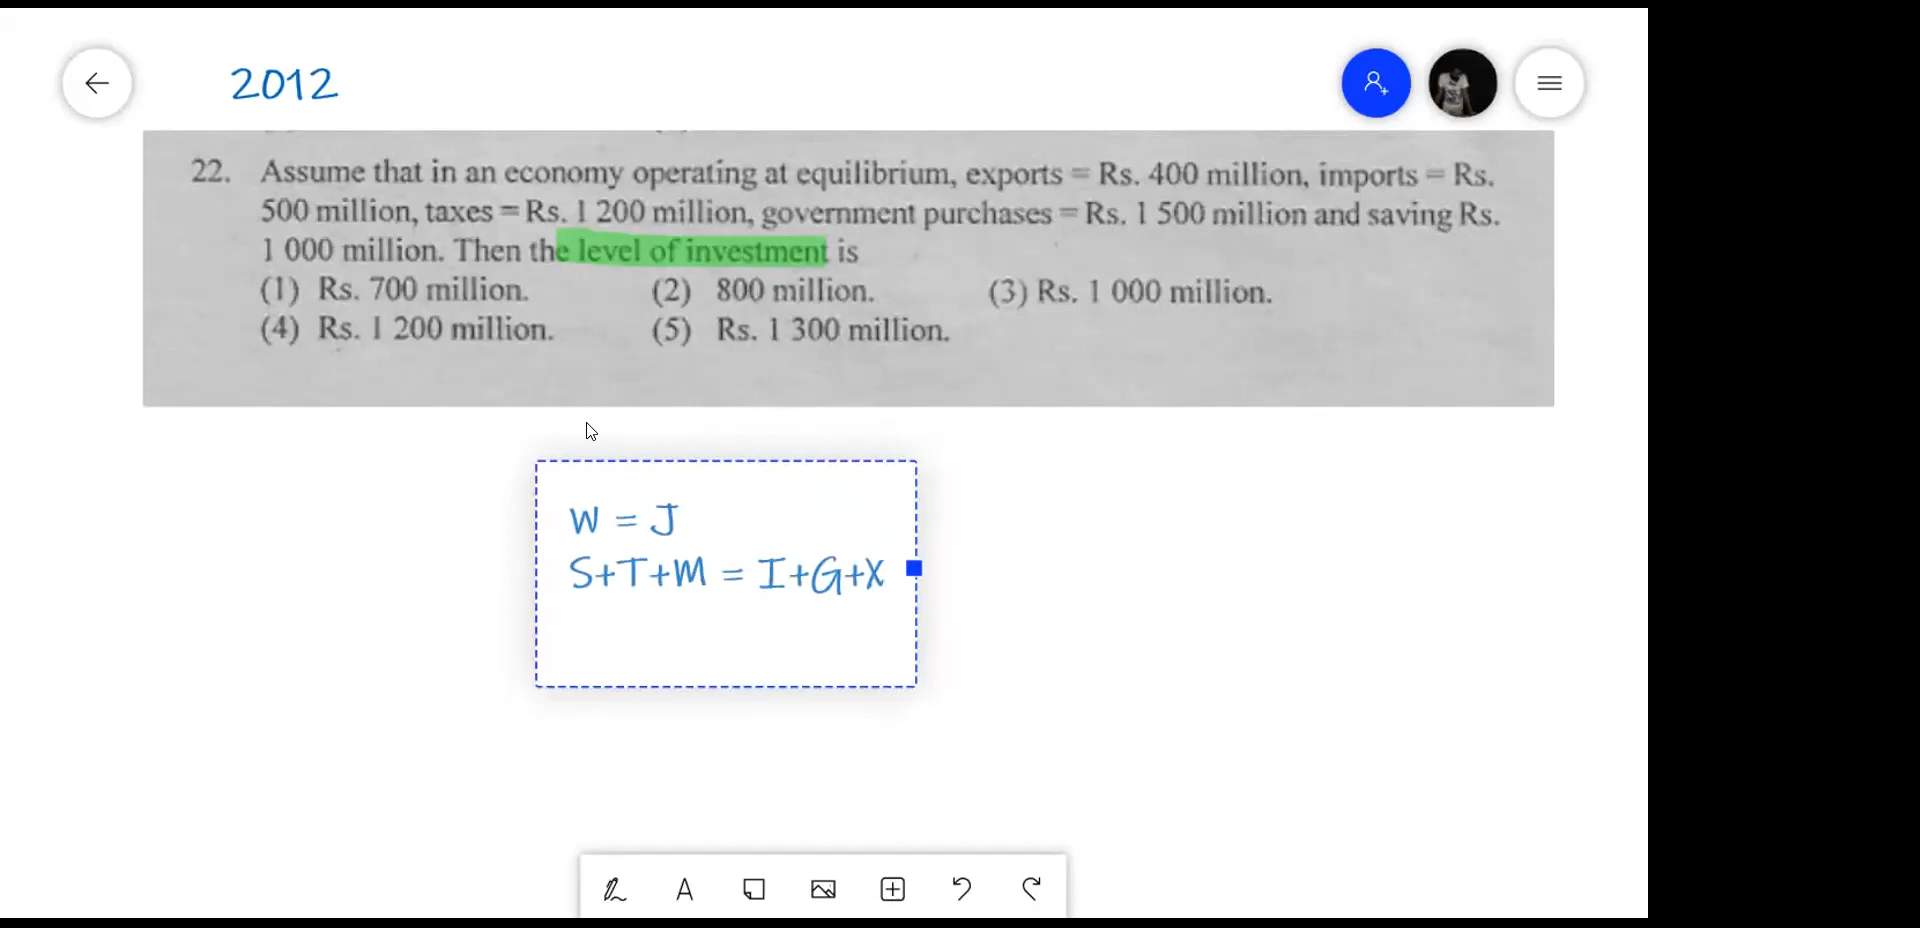 2012
22. Assume that in an economy operating at equilibrium, exports = Rs. 400 million, imports = Rs.
500 million, taxes = Rs. 1 200 million, government purchases = Rs. 1 500 million and saving Rs.
1 000 million. Then the level of investment is
(1) Rs. 700 million. (2) 800 million. (3) Rs. 1 000 million.
(4) Rs. 1 200 million. (5) Rs. 1 300 million.
W = J
S+T+M = I+G+X
A